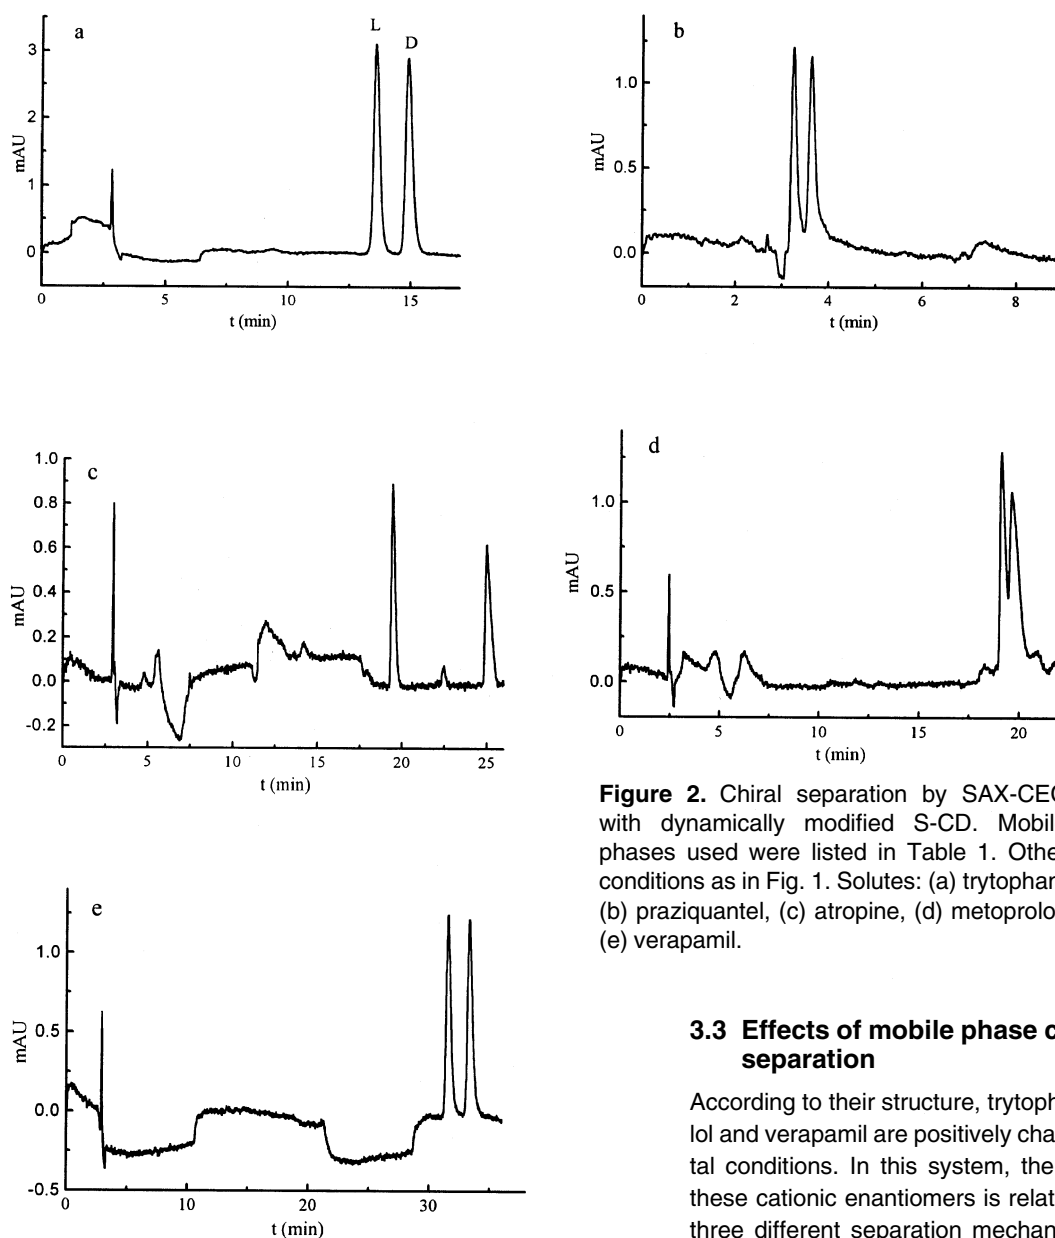 a
L
D
3
2
1
0
mAU
0
5
10
15
t (min)
b
1.0
0.5
0.0
mAU
0
2
4
6
8
t (min)
c
1.0
0.8
0.6
0.4
0.2
0.0
-0.2
mAU
0
5
10
15
20
25
t (min)
d
1.0
0.5
0.0
mAU
0
5
10
15
20
t (min)
Figure 2. Chiral separation by SAX-CEC
with dynamically modified S-CD. Mobil
phases used were listed in Table 1. Othe
conditions as in Fig. 1. Solutes: (a) trytophan
(b) praziquantel, (c) atropine, (d) metoprolo
(e) verapamil.
e
1.0
0.5
0.0
-0.5
mAU
0
10
20
30
t (min)
3.3 Effects of mobile phase c
separation
According to their structure, trytoph
lol and verapamil are positively cha
tal conditions. In this system, the
these cationic enantiomers is relat
three different separation mechan